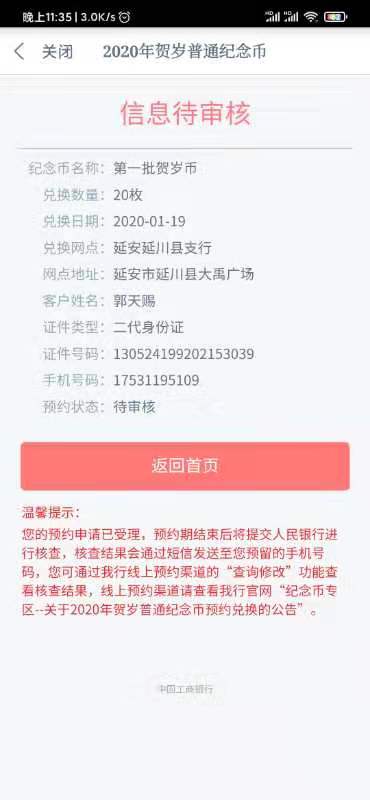 晚上11:35 | 3.0K/s
关闭 2020年贺岁普通纪念币
信息待审核
纪念币名称: 第一批贺岁币
兑换数量: 20枚
兑换日期: 2020-01-19
兑换网点: 延安延川县支行
网点地址: 延安市延川县大禹广场
客户姓名: 郭天赐
证件类型: 二代身份证
证件号码: 130524199202153039
手机号码: 17531195109
预约状态: 待审核
返回首页
温馨提示:
您的预约申请已受理，预约期结束后将提交人民银行进
行核查，核查结果会通过短信发送至您预留的手机号
码，您可通过我行线上预约渠道的“查询修改”功能查
看核查结果，线上预约渠道请查看我行官网“纪念币专
区--关于2020年贺岁普通纪念币预约兑换的公告”。
中国工商银行